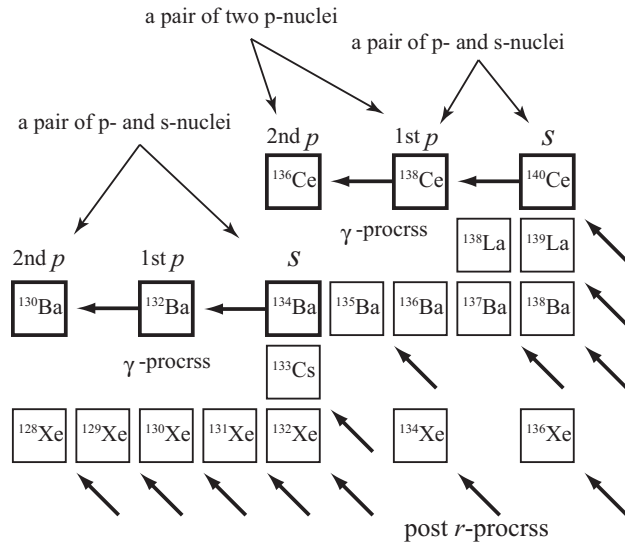 a pair of two p-nuclei
a pair of p- and s-nuclei
a pair of p- and s-nuclei
2nd p 1st p S
¹³⁶Ce ¹³⁸Ce ¹⁴⁰Ce
γ-procrss
¹³⁸La ¹³⁹La
2nd p 1st p S
¹³⁰Ba ¹³²Ba ¹³⁴Ba ¹³⁵Ba ¹³⁶Ba ¹³⁷Ba ¹³⁸Ba
γ-procrss
¹³³Cs
¹²⁸Xe ¹²⁹Xe ¹³⁰Xe ¹³¹Xe ¹³²Xe ¹³⁴Xe ¹³⁶Xe
post r-procrss